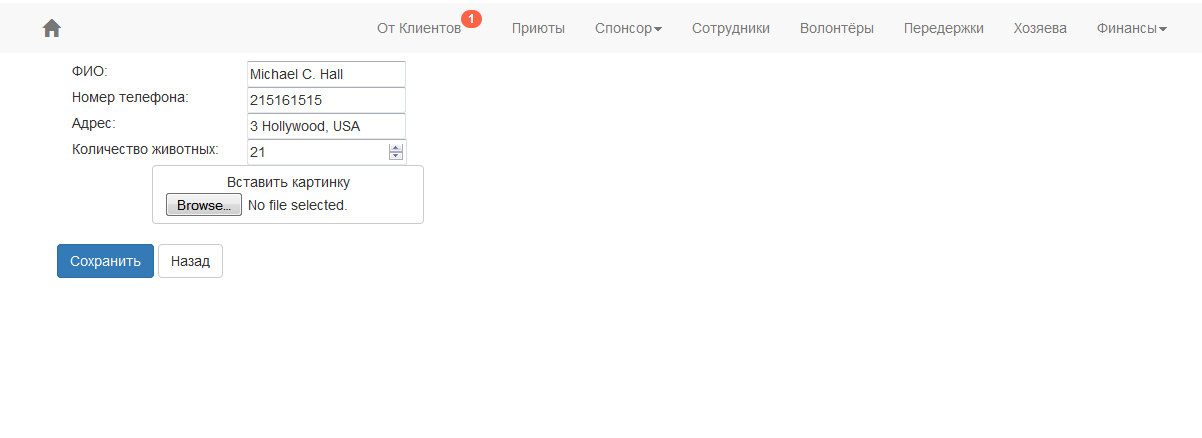 От Клиентов 1 Приюты Спонсор Сотрудники Волонтёры Передержки Хозяева Финансы
ФИО: Michael C. Hall
Номер телефона: 215161515
Адрес: 3 Hollywood, USA
Количество животных: 21
Вставить картинку
Browse... No file selected.
Сохранить Назад